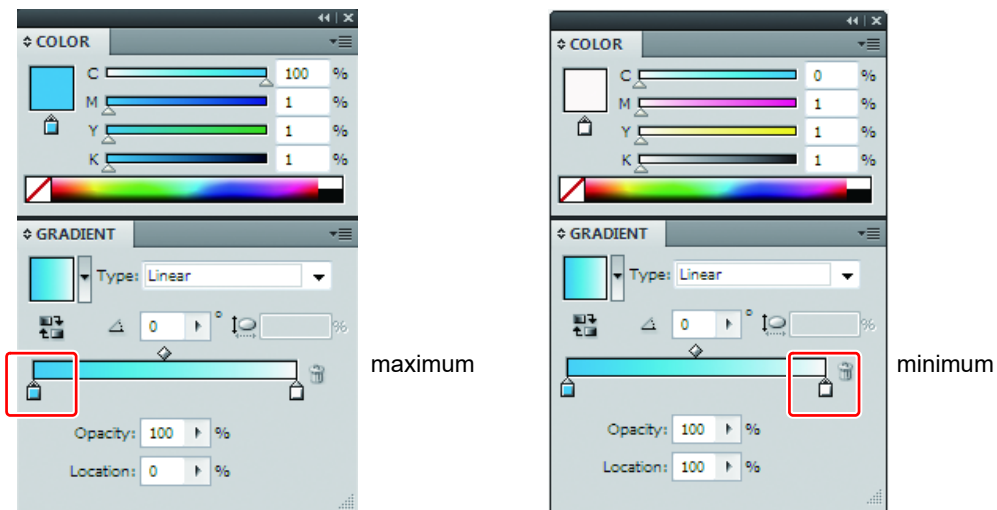 COLOR
C 100 %
M 1 %
Y 1 %
K 1 %
GRADIENT
Type: Linear
0 ° %
maximum
Opacity: 100 %
Location: 0 %
COLOR
C 0 %
M 1 %
Y 1 %
K 1 %
GRADIENT
Type: Linear
0 ° %
minimum
Opacity: 100 %
Location: 100 %